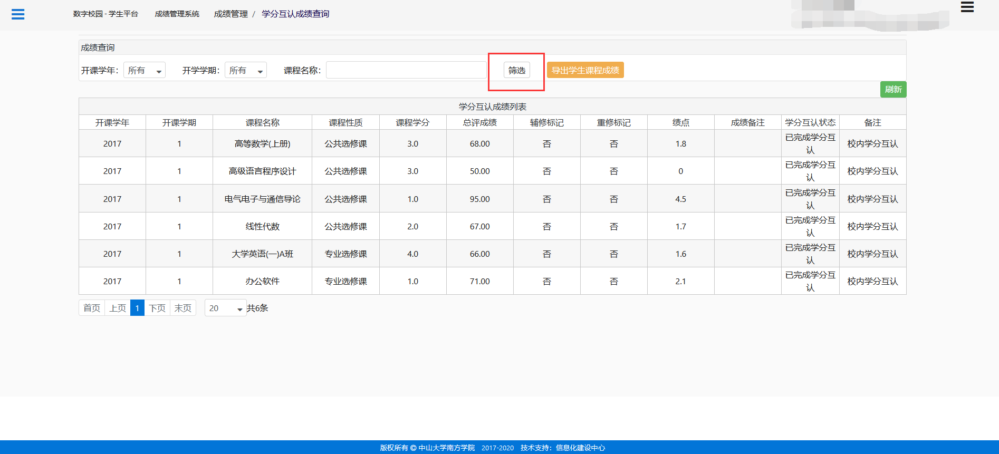 数字校园 - 学生平台 成绩管理系统 成绩管理 / 学分互认成绩查询
成绩查询
开课学年： 所有 开学学期： 所有 课程名称： 筛选 导出学生课程成绩
刷新
学分互认成绩列表
开课学年 开课学期 课程名称 课程性质 课程学分 总评成绩 辅修标记 重修标记 绩点 成绩备注 学分互认状态 备注
2017 1 高等数学(上册) 公共选修课 3.0 68.00 否 否 1.8 已完成学分互认 校内学分互认
2017 1 高级语言程序设计 公共选修课 3.0 50.00 否 否 0 已完成学分互认 校内学分互认
2017 1 电气电子与通信导论 公共选修课 1.0 95.00 否 否 4.5 已完成学分互认 校内学分互认
2017 1 线性代数 公共选修课 2.0 67.00 否 否 1.7 已完成学分互认 校内学分互认
2017 1 大学英语(一)A班 专业选修课 4.0 66.00 否 否 1.6 已完成学分互认 校内学分互认
2017 1 办公软件 专业选修课 1.0 71.00 否 否 2.1 已完成学分互认 校内学分互认
首页 上页 1 下页 末页 20 共6条
版权所有 © 中山大学南方学院 2017-2020 技术支持：信息化建设中心